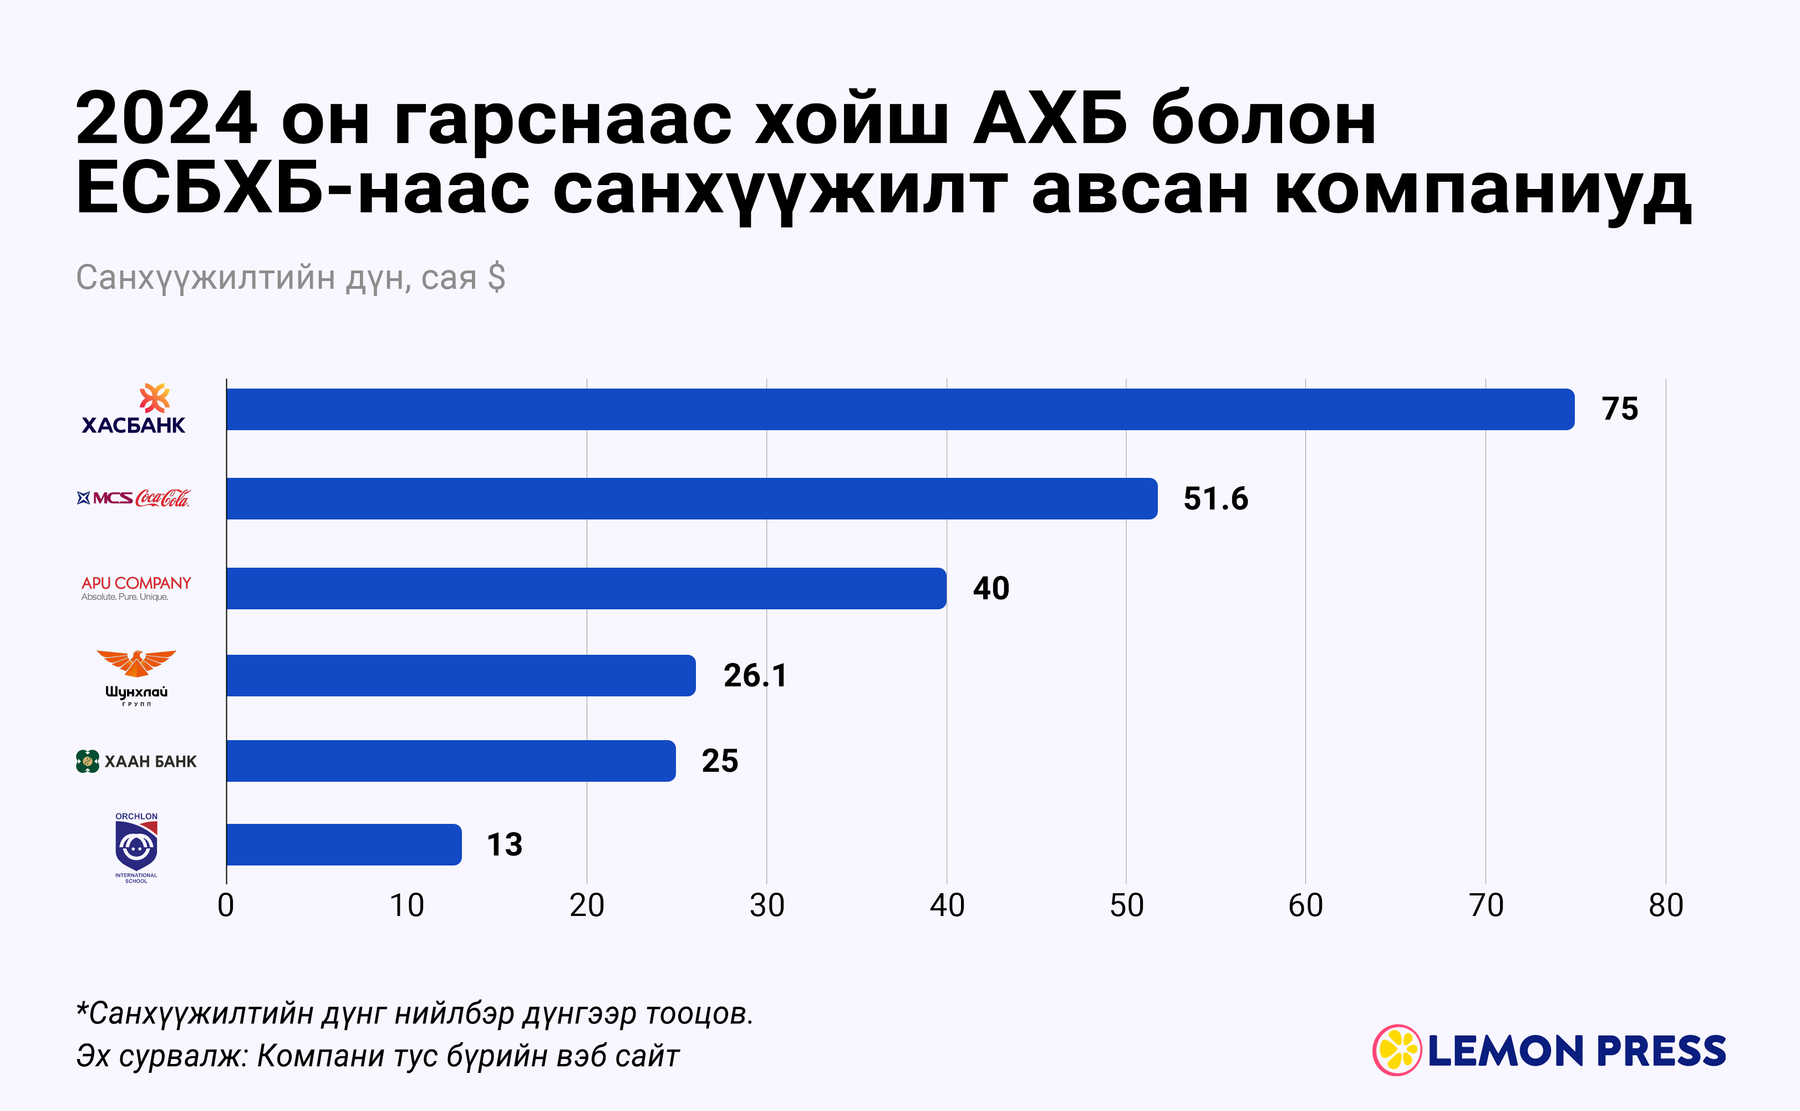 2024 он гарснаас хойш АХБ болон
ЕСБХБ-наас санхүүжилт авсан компаниуд
Санхүүжилтийн дүн, сая $
ХАСБАНК
75
MCS Coca-Cola
51.6
APU COMPANY
Absolute. Pure. Unique.
40
Шунхлай
ГРУПП
26.1
ХААН БАНК
25
ORCHLON
INTERNATIONAL
SCHOOL
13
0 10 20 30 40 50 60 70 80
*Санхүүжилтийн дүнг нийлбэр дүнгээр тооцов.
Эх сурвалж: Компани тус бүрийн вэб сайт
LEMON PRESS